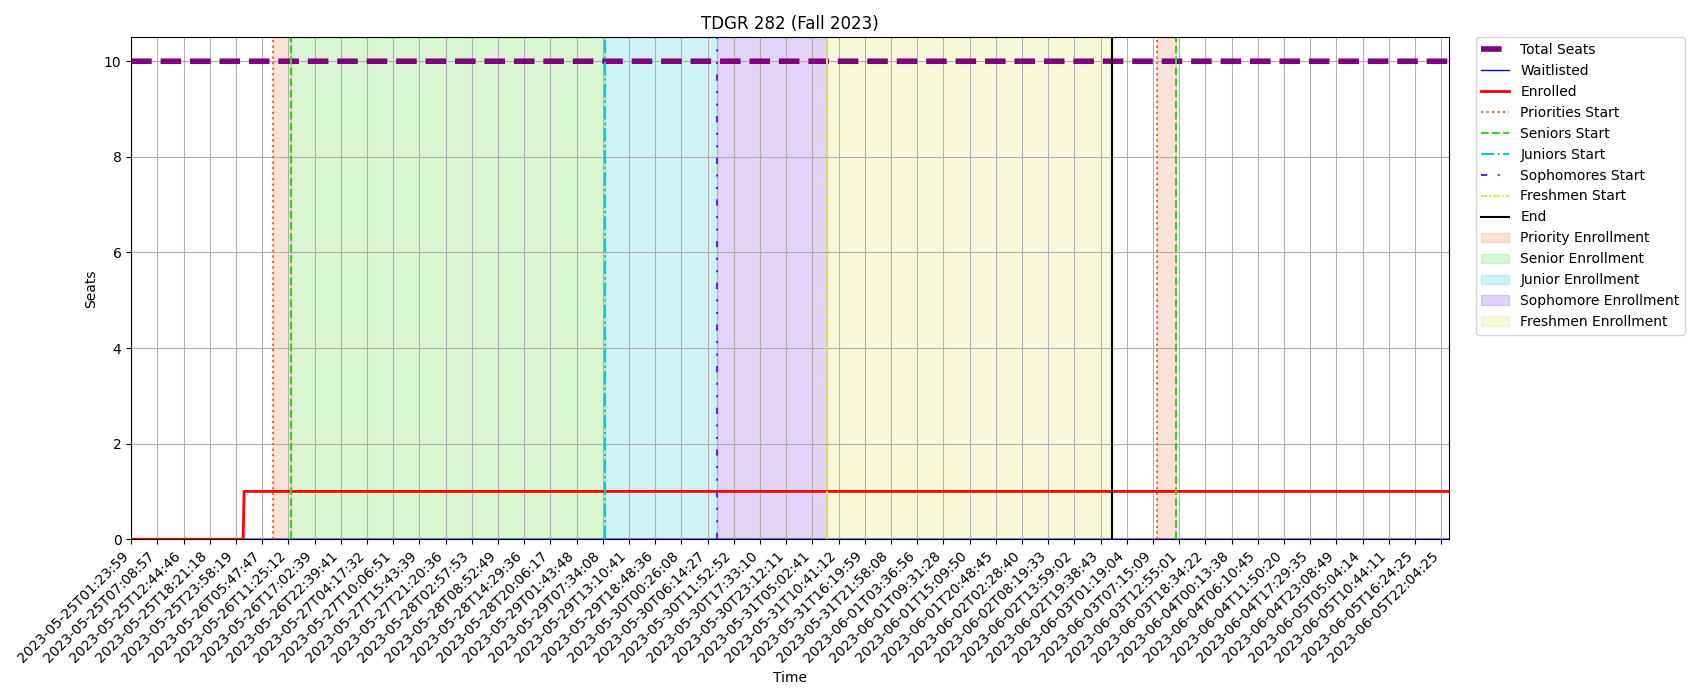 TDGR 282 (Fall 2023)
Seats
10
8
6
4
2
0
2023-05-25T01:23:59
2023-05-25T07:08:57
2023-05-25T12:44:46
2023-05-25T18:21:18
2023-05-25T23:58:19
2023-05-26T05:47:47
2023-05-26T11:25:12
2023-05-26T17:02:39
2023-05-26T22:39:41
2023-05-27T04:17:32
2023-05-27T10:06:51
2023-05-27T15:43:39
2023-05-27T21:20:36
2023-05-28T02:57:53
2023-05-28T08:52:49
2023-05-28T14:29:36
2023-05-28T20:06:17
2023-05-29T01:43:48
2023-05-29T07:34:08
2023-05-29T13:10:41
2023-05-29T18:48:36
2023-05-30T00:26:08
2023-05-30T06:14:27
2023-05-30T11:52:52
2023-05-30T17:33:10
2023-05-30T23:12:11
2023-05-31T05:02:41
2023-05-31T10:41:12
2023-05-31T16:19:59
2023-05-31T21:58:08
2023-06-01T03:36:56
2023-06-01T09:31:28
2023-06-01T15:09:50
2023-06-01T20:48:45
2023-06-02T02:28:40
2023-06-02T08:19:33
2023-06-02T13:59:02
2023-06-02T19:38:43
2023-06-03T01:19:04
2023-06-03T07:15:09
2023-06-03T12:55:01
2023-06-03T18:34:22
2023-06-04T00:13:38
2023-06-04T06:10:45
2023-06-04T11:50:20
2023-06-04T17:29:35
2023-06-04T23:08:49
2023-06-05T05:04:14
2023-06-05T10:44:11
2023-06-05T16:24:25
2023-06-05T22:04:25
Time
Total Seats
Waitlisted
Enrolled
Priorities Start
Seniors Start
Juniors Start
Sophomores Start
Freshmen Start
End
Priority Enrollment
Senior Enrollment
Junior Enrollment
Sophomore Enrollment
Freshmen Enrollment